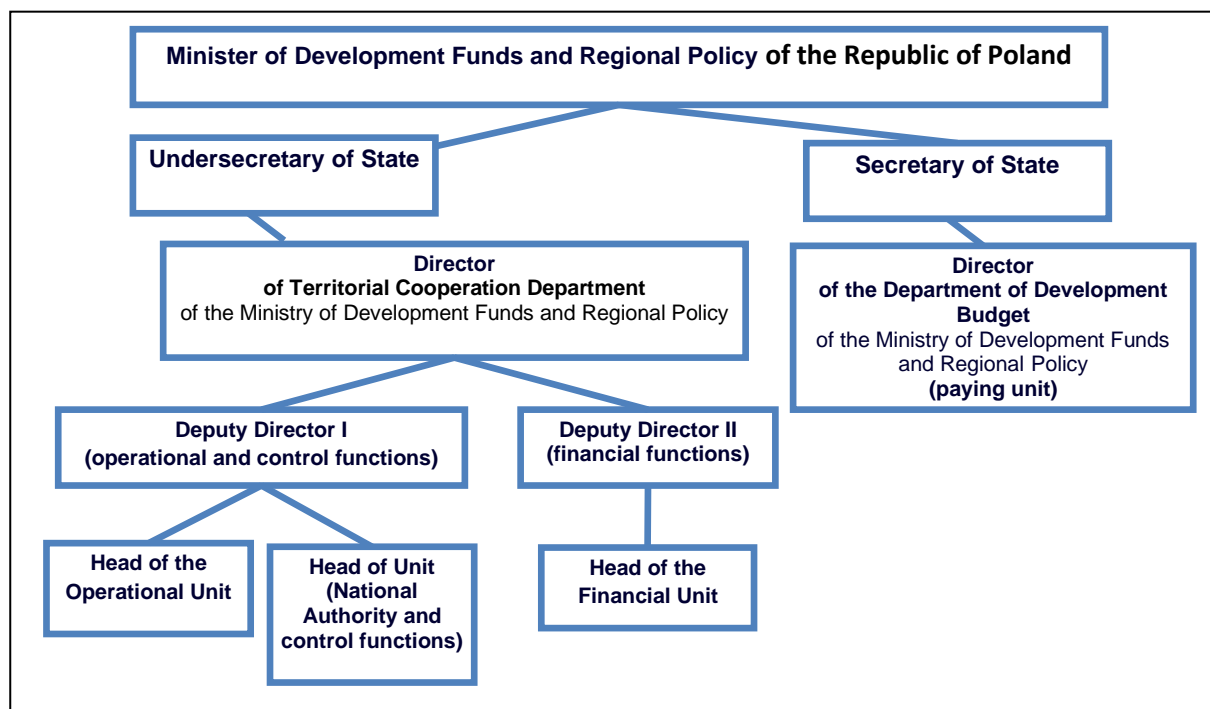 Minister of Development Funds and Regional Policy of the Republic of Poland
Undersecretary of State
Secretary of State
Director
of Territorial Cooperation Department
of the Ministry of Development Funds and Regional Policy
Director
of the Department of Development
Budget
of the Ministry of Development Funds
and Regional Policy
(paying unit)
Deputy Director I
(operational and control functions)
Deputy Director II
(financial functions)
Head of the
Operational Unit
Head of Unit
(National
Authority and
control functions)
Head of the
Financial Unit